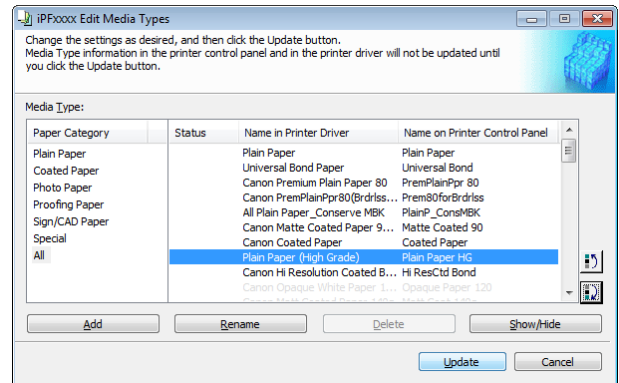 iPFxxxx Edit Media Types
Change the settings as desired, and then click the Update button.
Media Type information in the printer control panel and in the printer driver will not be updated until
you click the Update button.
Media Type:
Paper Category Status Name in Printer Driver Name on Printer Control Panel
Plain Paper
Coated Paper
Photo Paper
Proofing Paper
Sign/CAD Paper
Special
All
Plain Paper Plain Paper
Universal Bond Paper Universal Bond
Canon Premium Plain Paper 80 PremPlainPpr 80
Canon PremPlainPpr80(Brdrlss... Prem80forBrdrlss
All Plain Paper_Conserve MBK PlainP_ConsMBK
Canon Matte Coated Paper 9... Matte Coated 90
Canon Coated Paper Coated Paper
Plain Paper (High Grade) Plain Paper HG
Canon Hi Resolution Coated B... Hi ResCtd Bond
Canon Opaque White Paper 1... Opaque Paper 120
Add Rename Delete Show/Hide
Update Cancel